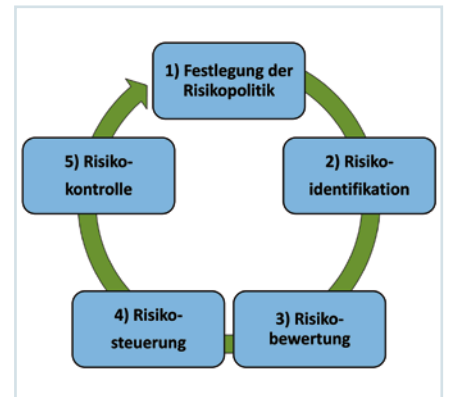 1) Festlegung der
Risikopolitik
2) Risiko-
identifikation
3) Risiko-
bewertung
4) Risiko-
steuerung
5) Risiko-
kontrolle